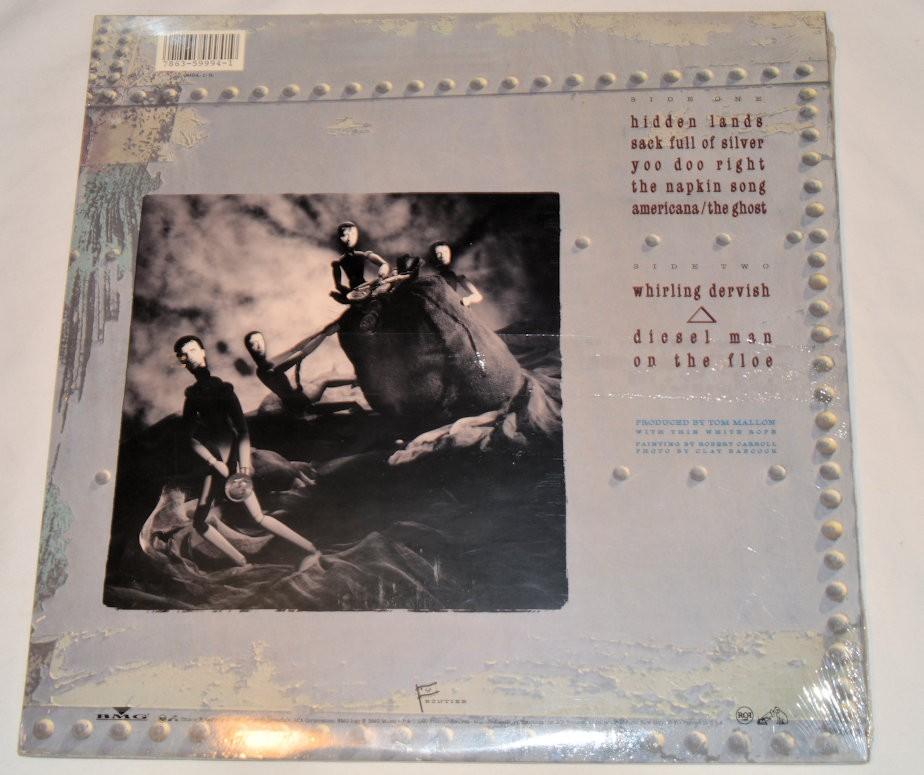 7863-59994-1
SIDE ONE
hidden lands
sack full of silver
yoo doo right
the napkin song
americana/the ghost
SIDE TWO
whirling dervish
diesel man
on the floe
PRODUCED BY TOM MALLON
WITH THIN WHITE ROPE
PAINTING BY ROBERT CARROLL
PHOTO BY CLAY BABCOCK
FRONTIER
BMG
RCA